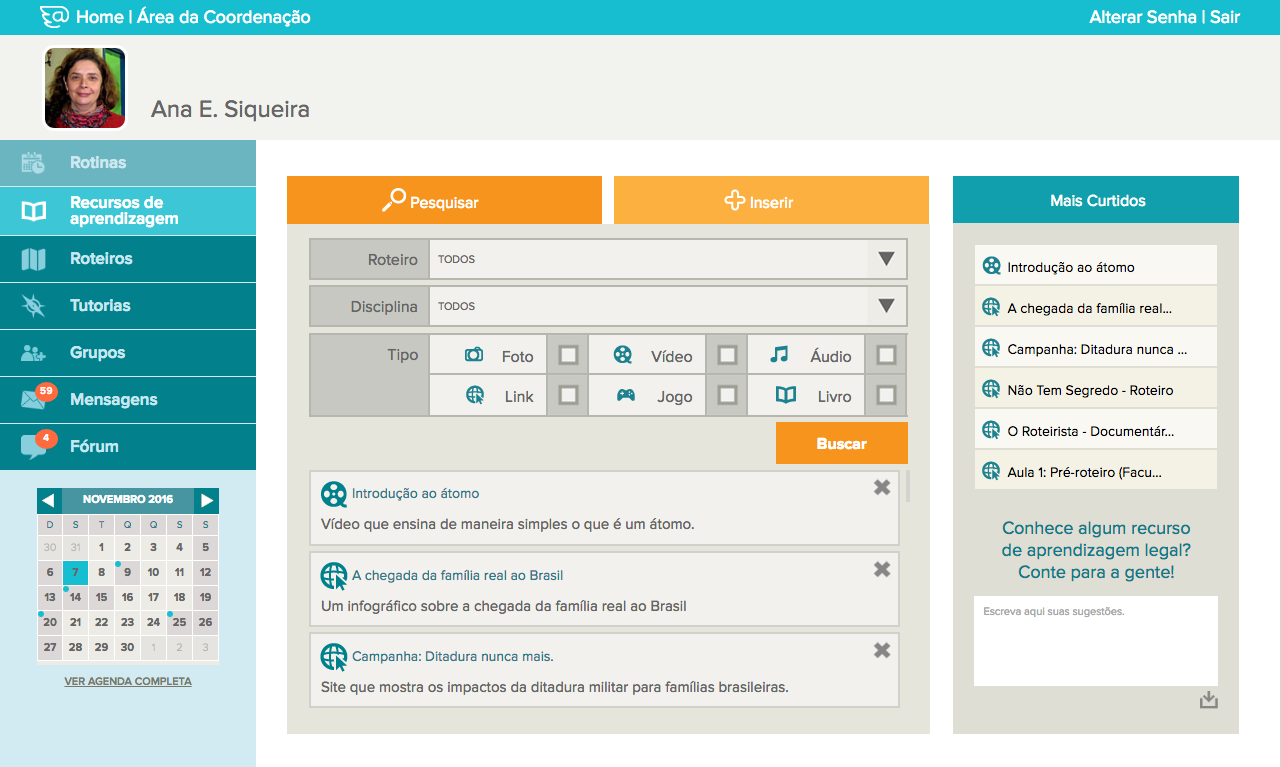 Home | Área da Coordenação
Alterar Senha | Sair
Ana E. Siqueira
Rotinas
Recursos de
aprendizagem
Roteiros
Tutorias
Grupos
59
Mensagens
4
Fórum
NOVEMBRO 2016
D S T Q Q S S
30 31 1 2 3 4 5
6 7 8 9 10 11 12
13 14 15 16 17 18 19
20 21 22 23 24 25 26
27 28 29 30 1 2 3
VER AGENDA COMPLETA
Pesquisar
Inserir
Roteiro TODOS
Disciplina TODOS
Tipo Foto Vídeo Áudio
Link Jogo Livro
Buscar
Introdução ao átomo
Vídeo que ensina de maneira simples o que é um átomo.
A chegada da família real ao Brasil
Um infográfico sobre a chegada da família real ao Brasil
Campanha: Ditadura nunca mais.
Site que mostra os impactos da ditadura militar para famílias brasileiras.
Mais Curtidos
Introdução ao átomo
A chegada da família real...
Campanha: Ditadura nunca ...
Não Tem Segredo - Roteiro
O Roteirista - Documentár...
Aula 1: Pré-roteiro (Facu...
Conhece algum recurso
de aprendizagem legal?
Conte para a gente!
Escreva aqui suas sugestões.